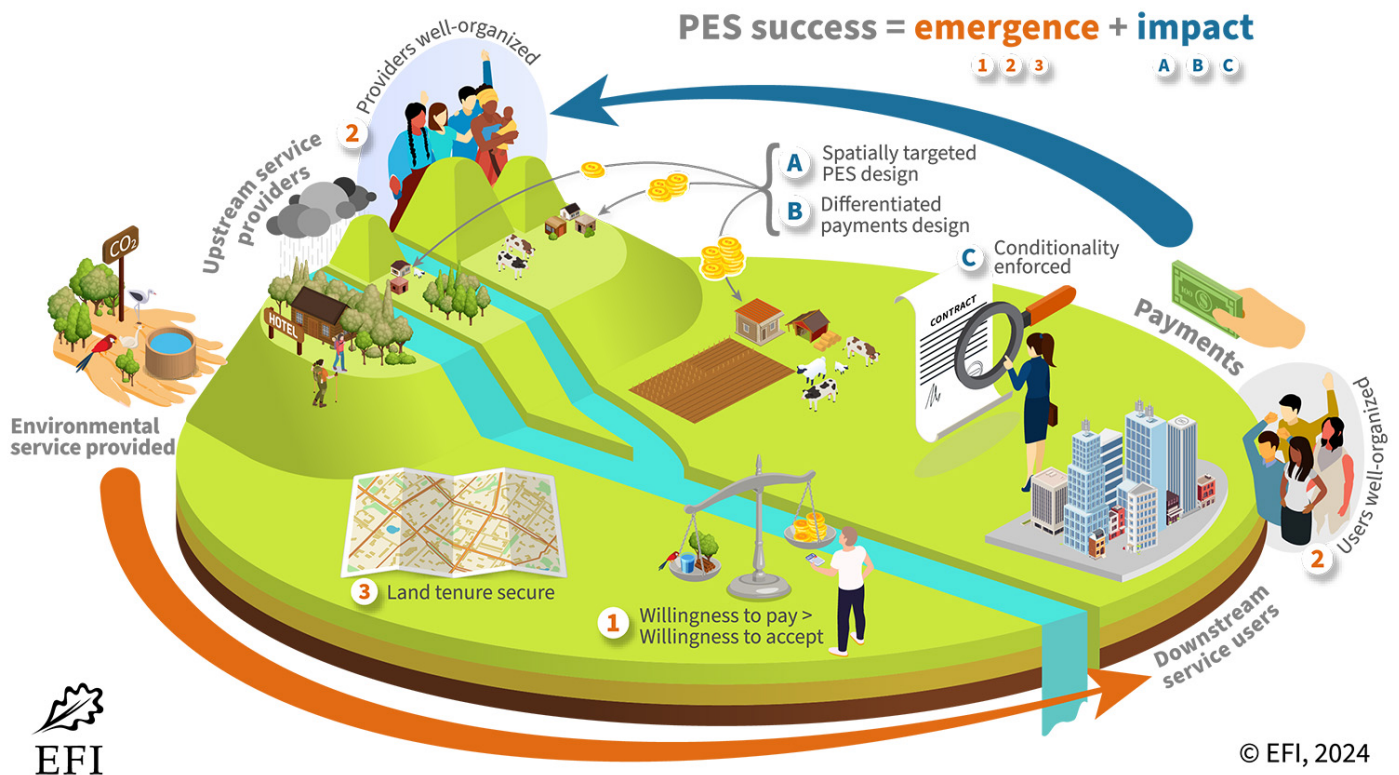 PES success = emergence + impact
1 2 3
A B C
Providers well-organized
2
Upstream service
providers
A Spatially targeted
PES design
B Differentiated
payments design
C Conditionality
enforced
CONTRACT
CO₂
HOTEL
Payments
100
Environmental
service provided
Users well-organized
2
3 Land tenure secure
1 Willingness to pay >
Willingness to accept
Downstream
service users
EFI
© EFI, 2024